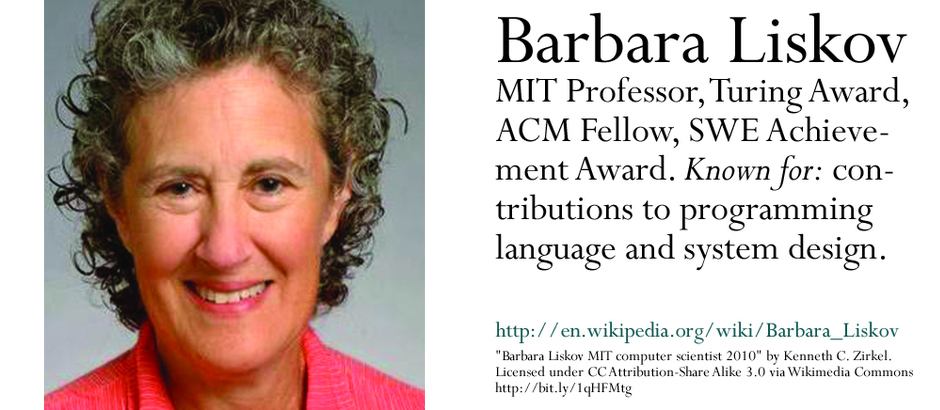 Barbara Liskov
MIT Professor, Turing Award,
ACM Fellow, SWE Achieve-
ment Award. Known for: con-
tributions to programming
language and system design.
http://en.wikipedia.org/wiki/Barbara_Liskov
"Barbara Liskov MIT computer scientist 2010" by Kenneth C. Zirkel.
Licensed under CC Attribution-Share Alike 3.0 via Wikimedia Commons
http://bit.ly/1qHFMtg